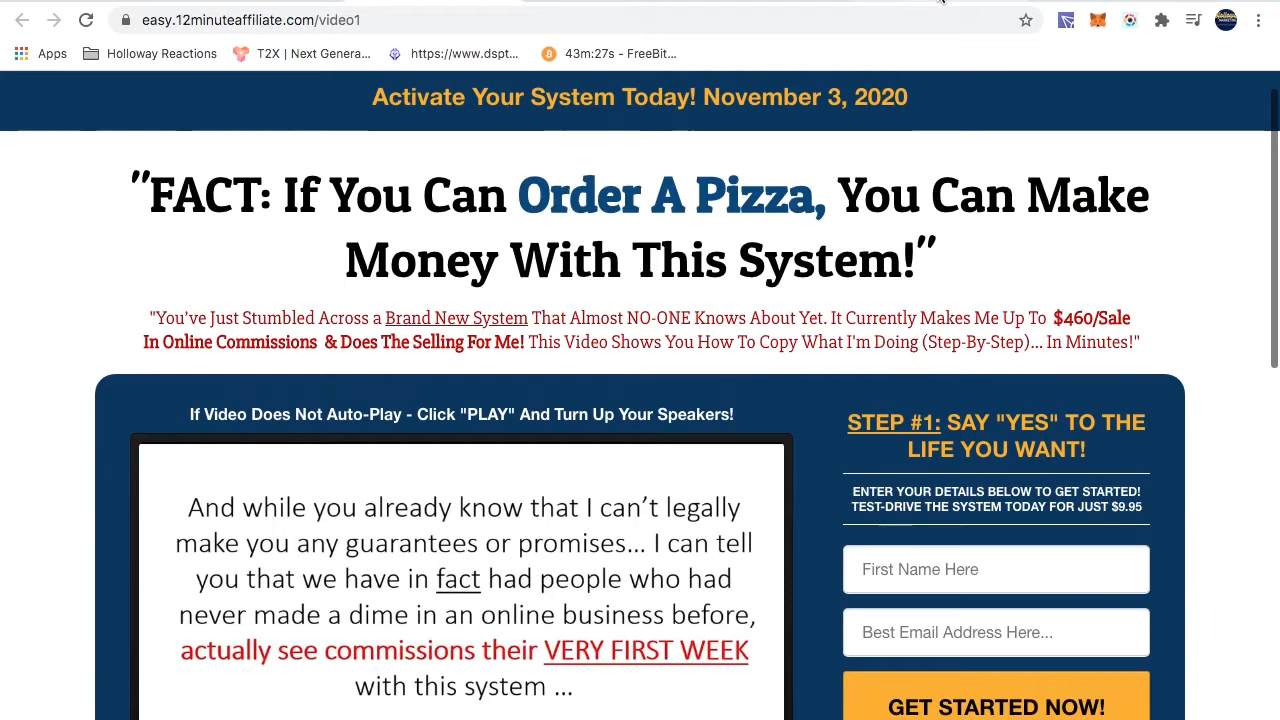 easy.12minuteaffiliate.com/video1
Apps Holloway Reactions T2X | Next Genera... https://www.dspt... 43m:27s - FreeBit...
Activate Your System Today! November 3, 2020
"FACT: If You Can Order A Pizza, You Can Make
Money With This System!"
"You've Just Stumbled Across a Brand New System That Almost NO-ONE Knows About Yet. It Currently Makes Me Up To $460/Sale
In Online Commissions & Does The Selling For Me! This Video Shows You How To Copy What I'm Doing (Step-By-Step)... In Minutes!"
If Video Does Not Auto-Play - Click "PLAY" And Turn Up Your Speakers!
And while you already know that I can't legally
make you any guarantees or promises... I can tell
you that we have in fact had people who had
never made a dime in an online business before,
actually see commissions their VERY FIRST WEEK
with this system ...
STEP #1: SAY "YES" TO THE
LIFE YOU WANT!
ENTER YOUR DETAILS BELOW TO GET STARTED!
TEST-DRIVE THE SYSTEM TODAY FOR JUST $9.95
First Name Here
Best Email Address Here...
GET STARTED NOW!